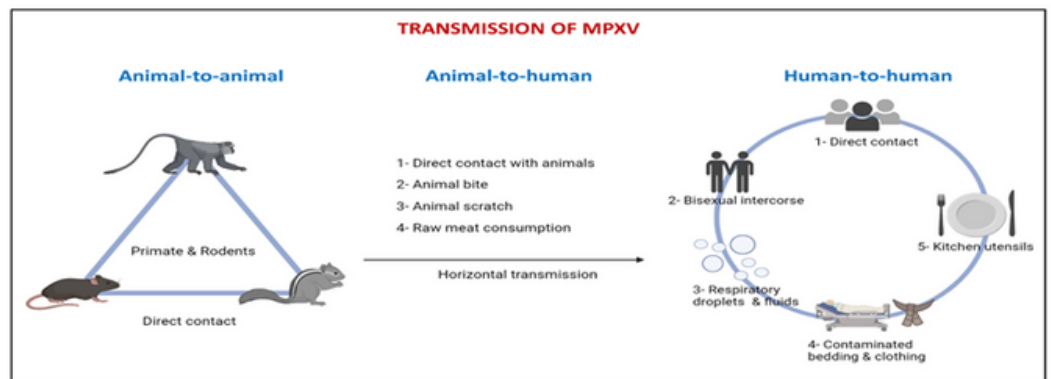 TRANSMISSION OF MPXV
Animal-to-animal
Primate & Rodents
Direct contact
Animal-to-human
1- Direct contact with animals
2- Animal bite
3- Animal scratch
4- Raw meat consumption
Horizontal transmission
Human-to-human
1- Direct contact
2- Bisexual intercorse
3- Respiratory
droplets & fluids
4- Contaminated
bedding & clothing
5- Kitchen utensils